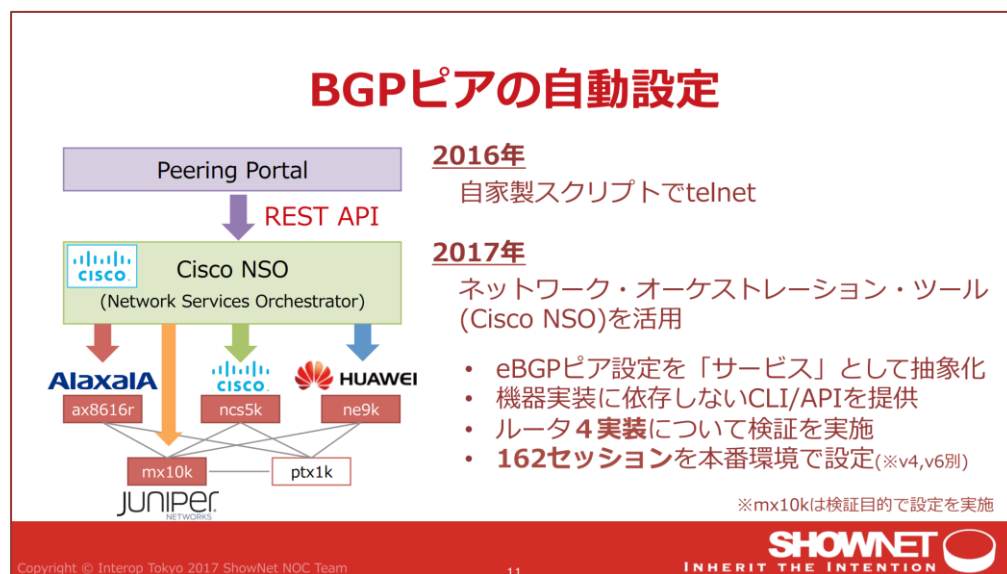 BGPピアの自動設定
Peering Portal
REST API
CISCO
Cisco NSO
(Network Services Orchestrator)
AlaxalA
CISCO
HUAWEI
ax8616r
ncs5k
ne9k
mx10k
ptx1k
JUNIPER
NETWORKS
2016年
自家製スクリプトでtelnet
2017年
ネットワーク・オーケストレーション・ツール
(Cisco NSO)を活用
• eBGPピア設定を「サービス」として抽象化
• 機器実装に依存しないCLI/APIを提供
• ルータ４実装について検証を実施
• 162セッションを本番環境で設定(※v4,v6別)
※mx10kは検証目的で設定を実施
Copyright © Interop Tokyo 2017 ShowNet NOC Team
11
SHOWNET
INHERIT THE INTENTION